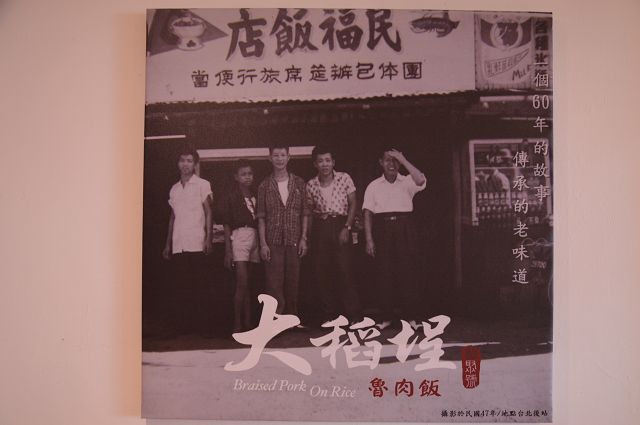 民福飯店
團体包辦筵席旅行便當
一個60年的故事
傳承的老味道
大稻埕
Braised Pork On Rice
魯肉飯
攝影於民國47年/地點台北後站